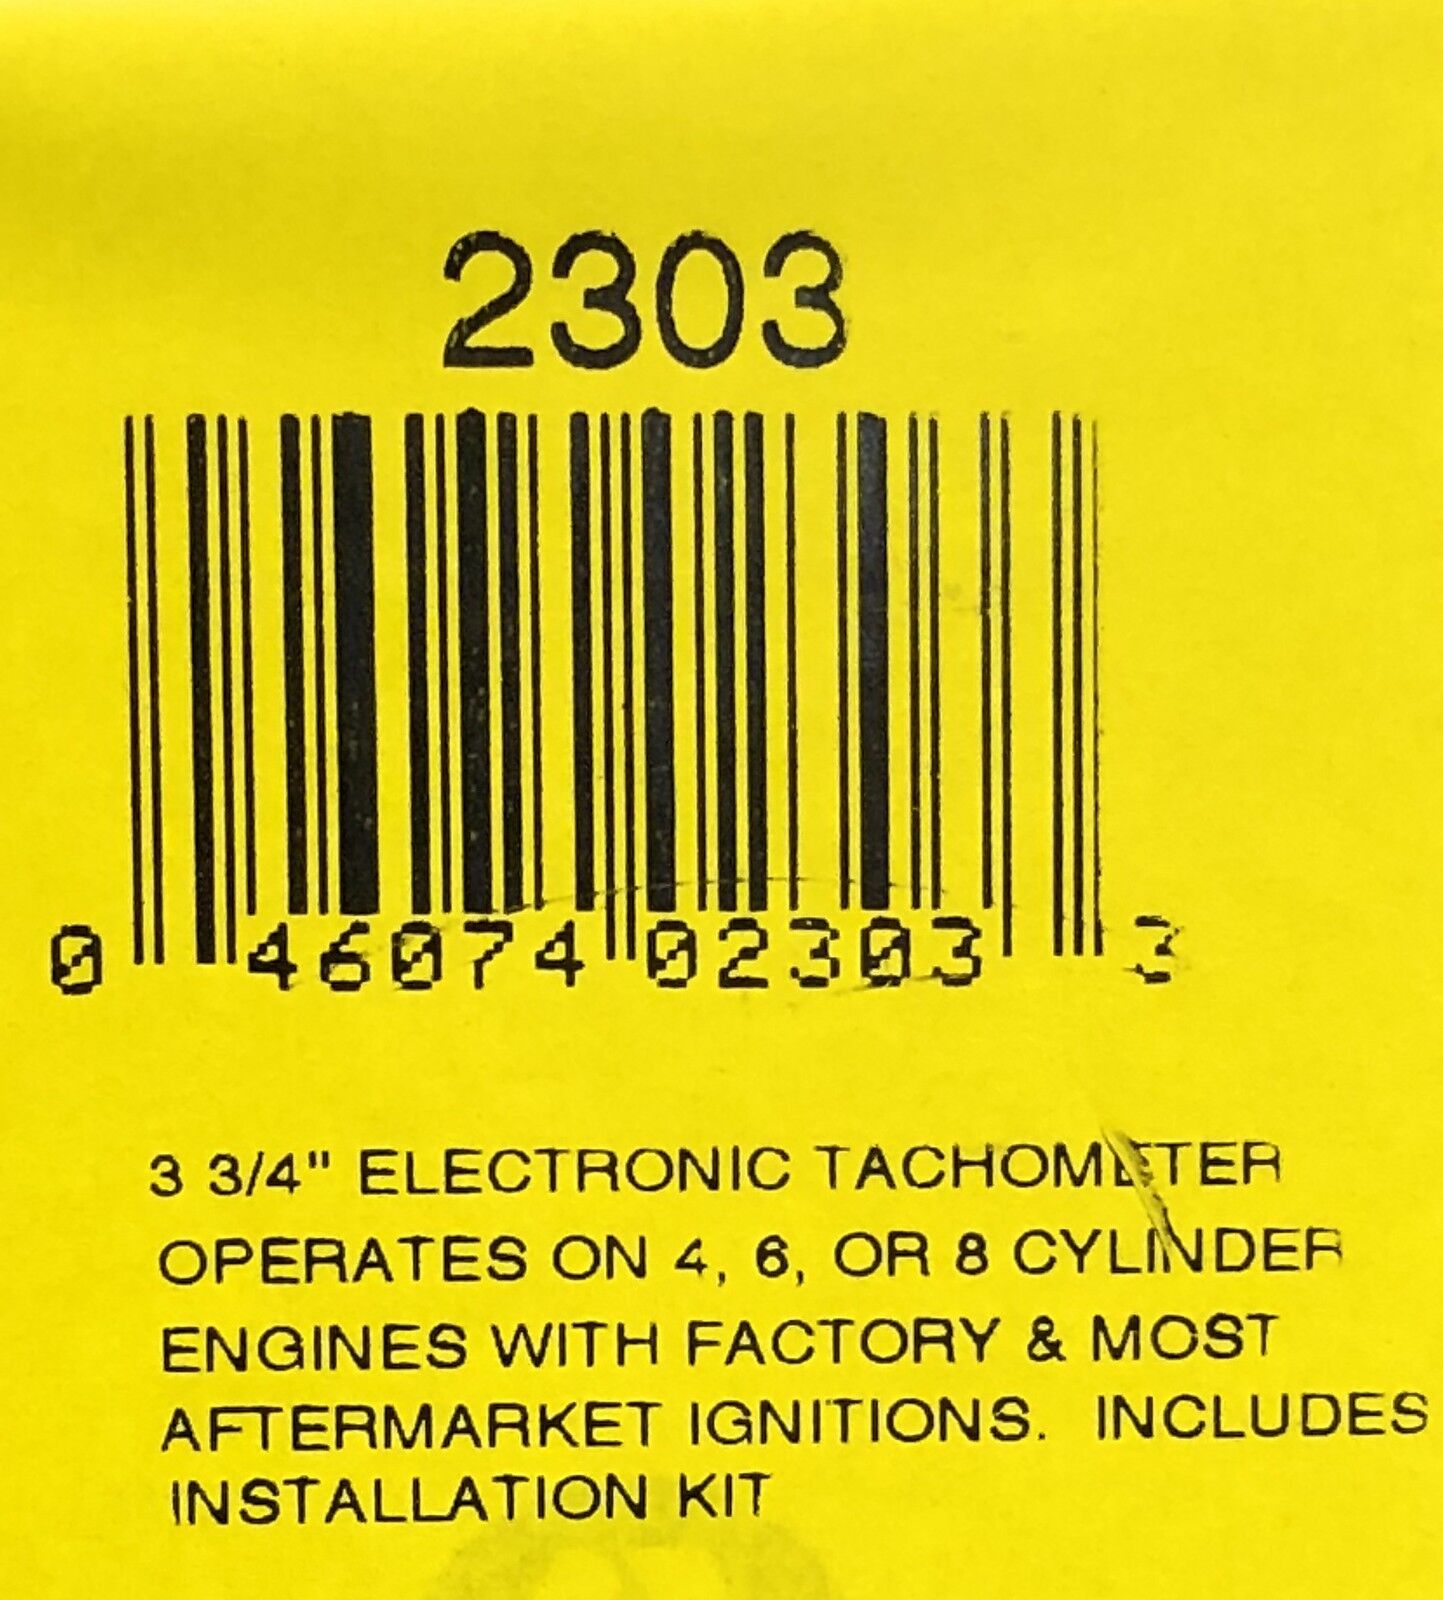 2303
0 46074 02303 3
3 3/4" ELECTRONIC TACHOMETER
OPERATES ON 4, 6, OR 8 CYLINDER
ENGINES WITH FACTORY & MOST
AFTERMARKET IGNITIONS. INCLUDES
INSTALLATION KIT